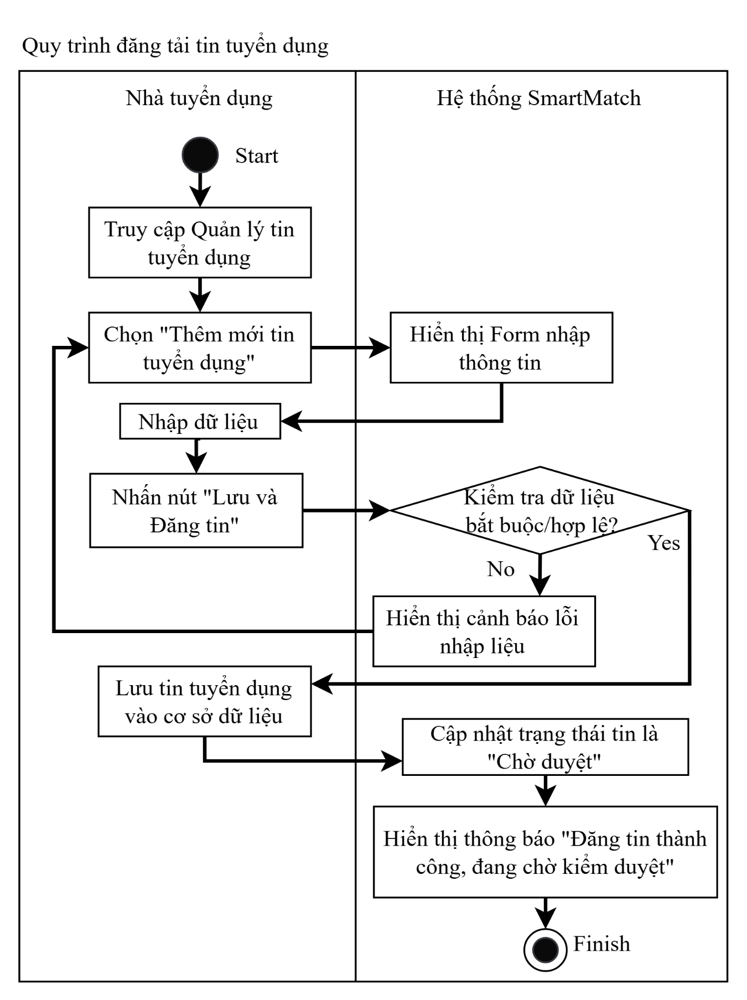 Quy trình đăng tải tin tuyển dụng
Nhà tuyển dụng
Hệ thống SmartMatch
Start
Truy cập Quản lý tin
tuyển dụng
Chọn "Thêm mới tin
tuyển dụng"
Hiển thị Form nhập
thông tin
Nhập dữ liệu
Nhấn nút "Lưu và
Đăng tin"
Kiểm tra dữ liệu
bắt buộc/hợp lệ?
Yes
No
Hiển thị cảnh báo lỗi
nhập liệu
Lưu tin tuyển dụng
vào cơ sở dữ liệu
Cập nhật trạng thái tin là
"Chờ duyệt"
Hiển thị thông báo "Đăng tin thành
công, đang chờ kiểm duyệt"
Finish